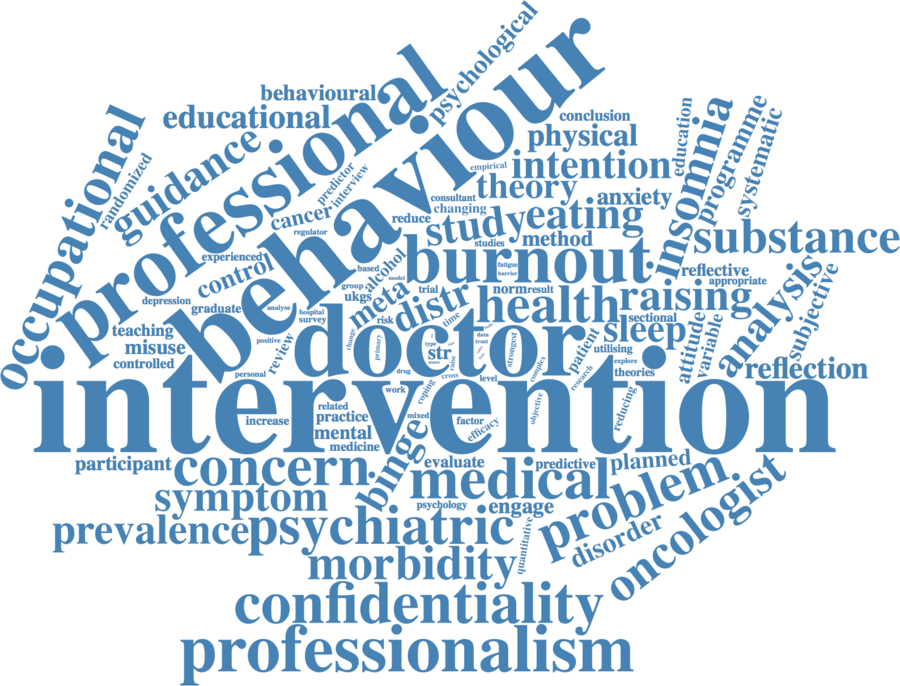 psychological
behavioural
educational
professional
behaviour
conclusion
physical
occupational
randomized
guidance
intention
education
insomnia
programme
systematic
empirical
theory
predictor
interview
cancer
consultant
changing
anxiety
reduce
study
eating
regulator
studies
method
substance
experienced
control
alcohol
burnout
fatigue
barrier
reflective
appropriate
based
model
group
ukgs
trial
norm
result
depression
graduate
meta
distr
health
raising
analysis
subjective
analyse
hospital
survey
risk
time
sectional
teaching
misuse
controlled
positive
review
change
primary
doctor
type
str
data
trust
strongest
sleep
attitude
variable
patient
utilising
explore
theories
reflection
personal
drug
raise
cross
level
complex
research
intervention
work
coping
increase
related
practice
mental
medicine
mixed
factor
efficacy
objective
reducing
participant
concern
binge
evaluate
predictive
planned
symptom
medical
problem
psychology
engage
prevalence
psychiatric
quantitative
disorder
oncologist
morbidity
confidentiality
professionalism